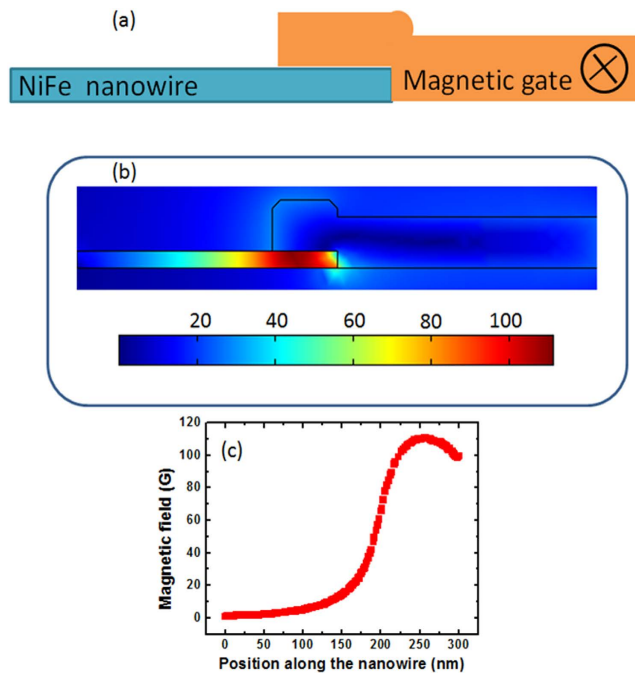 (a)
NiFe nanowire
Magnetic gate
(b)
20 40 60 80 100
(c)
Magnetic field (G)
120
100
80
60
40
20
0
0 50 100 150 200 250 300
Position along the nanowire (nm)